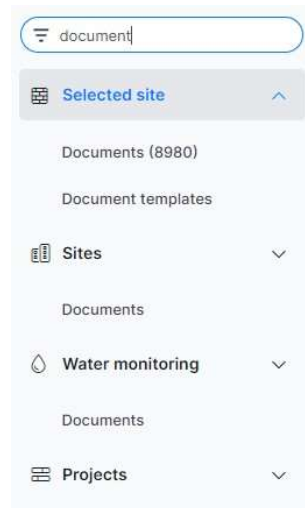 document
Selected site
Documents (8980)
Document templates
Sites
Documents
Water monitoring
Documents
Projects